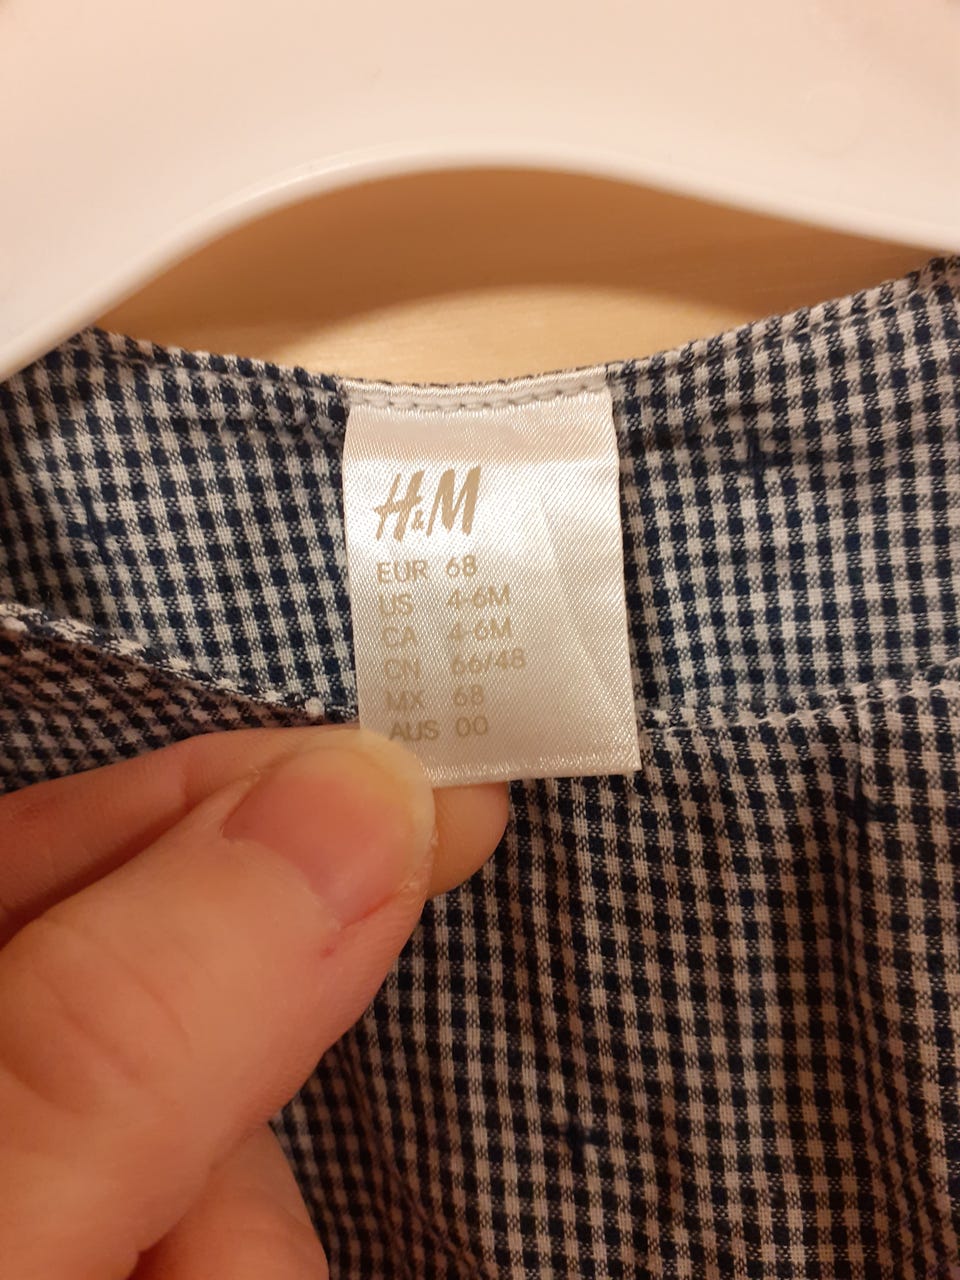 H&M
EUR 68
US 4-6M
CA 4-6M
CN 66/48
MX 68
AUS 00